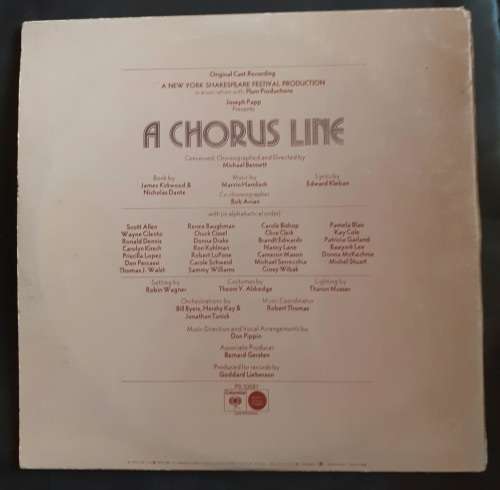 Original Cast Recording
A NEW YORK SHAKESPEARE FESTIVAL PRODUCTION
in association with Plum Productions
Joseph Papp
Presents
A CHORUS LINE
Conceived, Choreographed and Directed by
Michael Bennett
Book by Music by Lyrics by
James Kirkwood & Marvin Hamlisch Edward Kleban
Nicholas Dante Co-choreographer
Bob Avian
with (in alphabetical order)
Scott Allen Renee Baughman Carole Bishop Pamela Blair
Wayne Cilento Chuck Cissel Clive Clerk Kay Cole
Ronald Dennis Donna Drake Brandt Edwards Patricia Garland
Carolyn Kirsch Ron Kuhlman Nancy Lane Baayork Lee
Priscilla Lopez Robert LuPone Cameron Mason Donna McKechnie
Don Percassi Carole Schweid Michael Serrecchia Michel Stuart
Thomas J. Walsh Sammy Williams Crissy Wilzak
Setting by Costumes by Lighting by
Robin Wagner Theoni V. Aldredge Tharon Musser
Orchestrations by Music Coordinator
Bill Byers, Hershy Kay & Robert Thomas
Jonathan Tunick
Music Direction and Vocal Arrangements by
Don Pippin
Associate Producer
Bernard Gersten
Produced for records by
Goddard Lieberson
PS 33581
Columbia